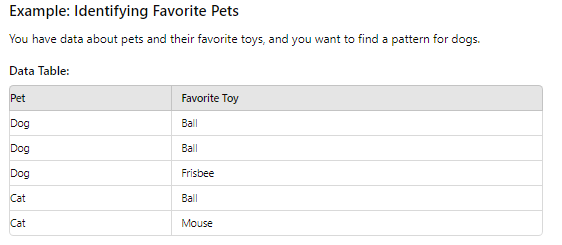 Example: Identifying Favorite Pets
You have data about pets and their favorite toys, and you want to find a pattern for dogs.
Data Table:
Pet Favorite Toy
Dog Ball
Dog Ball
Dog Frisbee
Cat Ball
Cat Mouse